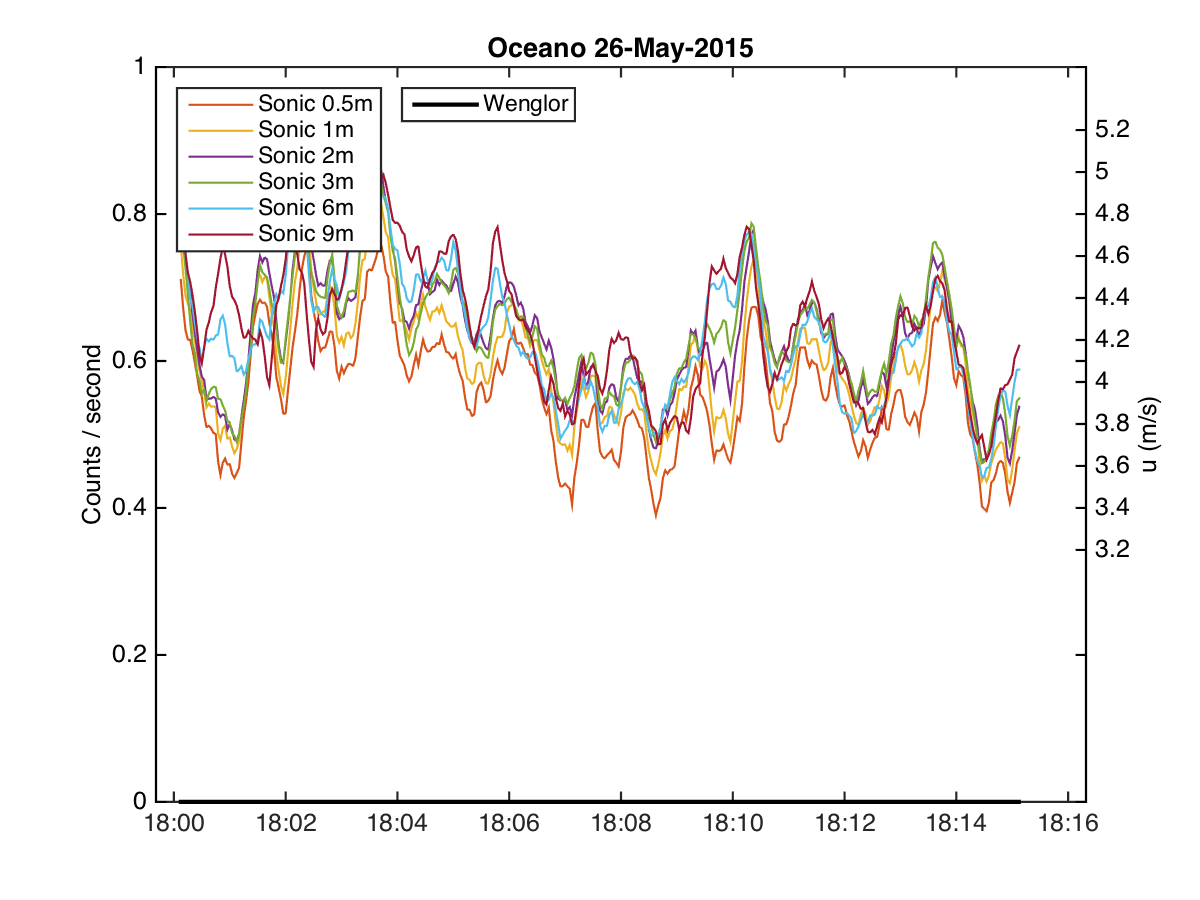 Oceano 26-May-2015
Sonic 0.5m
Sonic 1m
Sonic 2m
Sonic 3m
Sonic 6m
Sonic 9m
Wenglor
Counts / second
1
0.8
0.6
0.4
0.2
0
u (m/s)
5.2
5
4.8
4.6
4.4
4.2
4
3.8
3.6
3.4
3.2
18:00 18:02 18:04 18:06 18:08 18:10 18:12 18:14 18:16